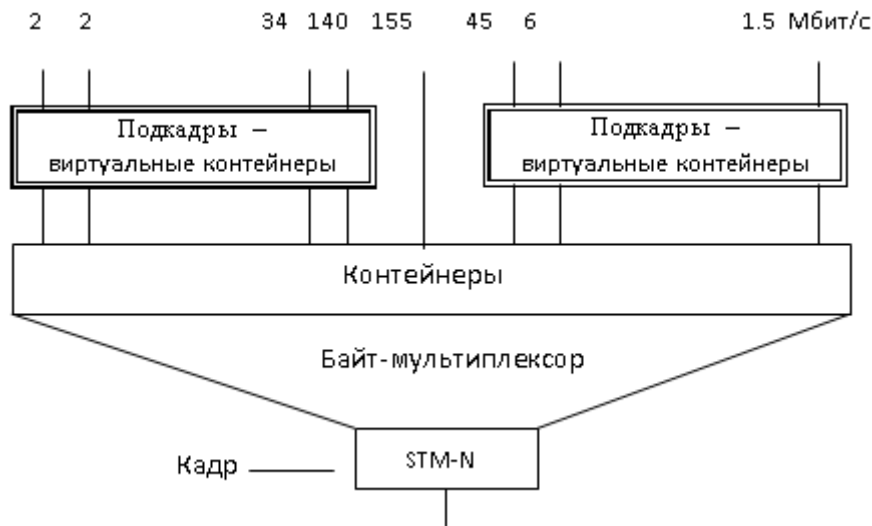 2 2 34 140 155 45 6 1.5 Мбит/с
Подкадры –
виртуальные контейнеры
Подкадры –
виртуальные контейнеры
Контейнеры
Байт-мультиплексор
Кадр
STM-N